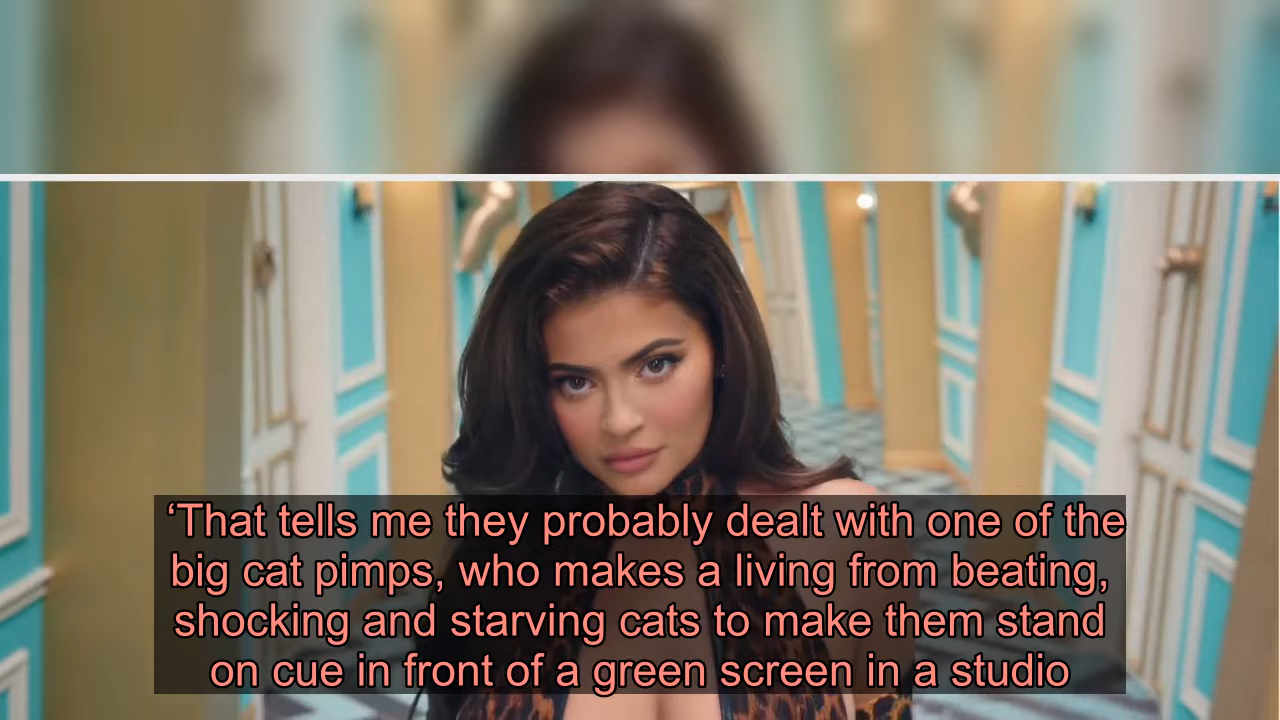 ‘That tells me they probably dealt with one of the
big cat pimps, who makes a living from beating,
shocking and starving cats to make them stand
on cue in front of a green screen in a studio